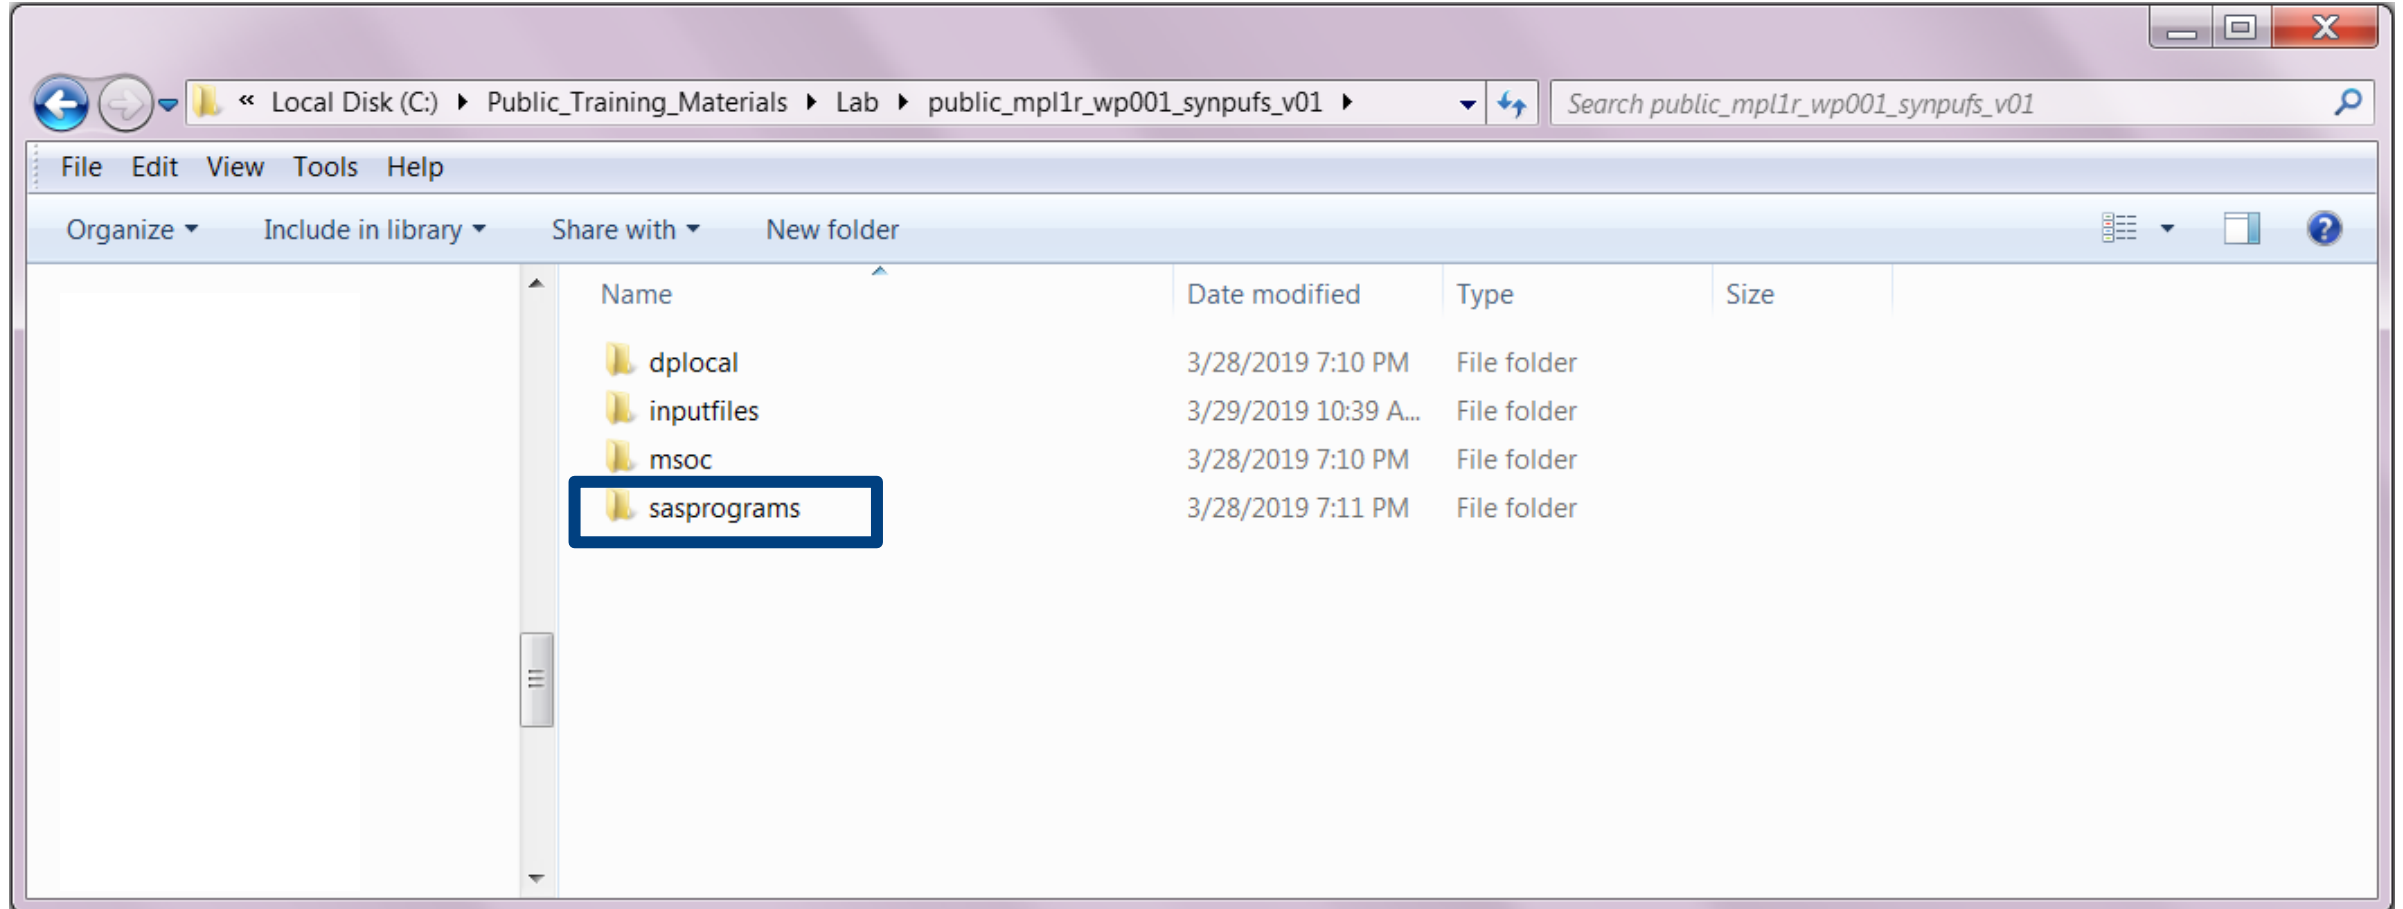 « Local Disk (C:) ▸ Public_Training_Materials ▸ Lab ▸ public_mpl1r_wp001_synpufs_v01 ▸ Search public_mpl1r_wp001_synpufs_v01
File Edit View Tools Help
Organize Include in library Share with New folder
Name Date modified Type Size
dplocal 3/28/2019 7:10 PM File folder
inputfiles 3/29/2019 10:39 A... File folder
msoc 3/28/2019 7:10 PM File folder
sasprograms 3/28/2019 7:11 PM File folder